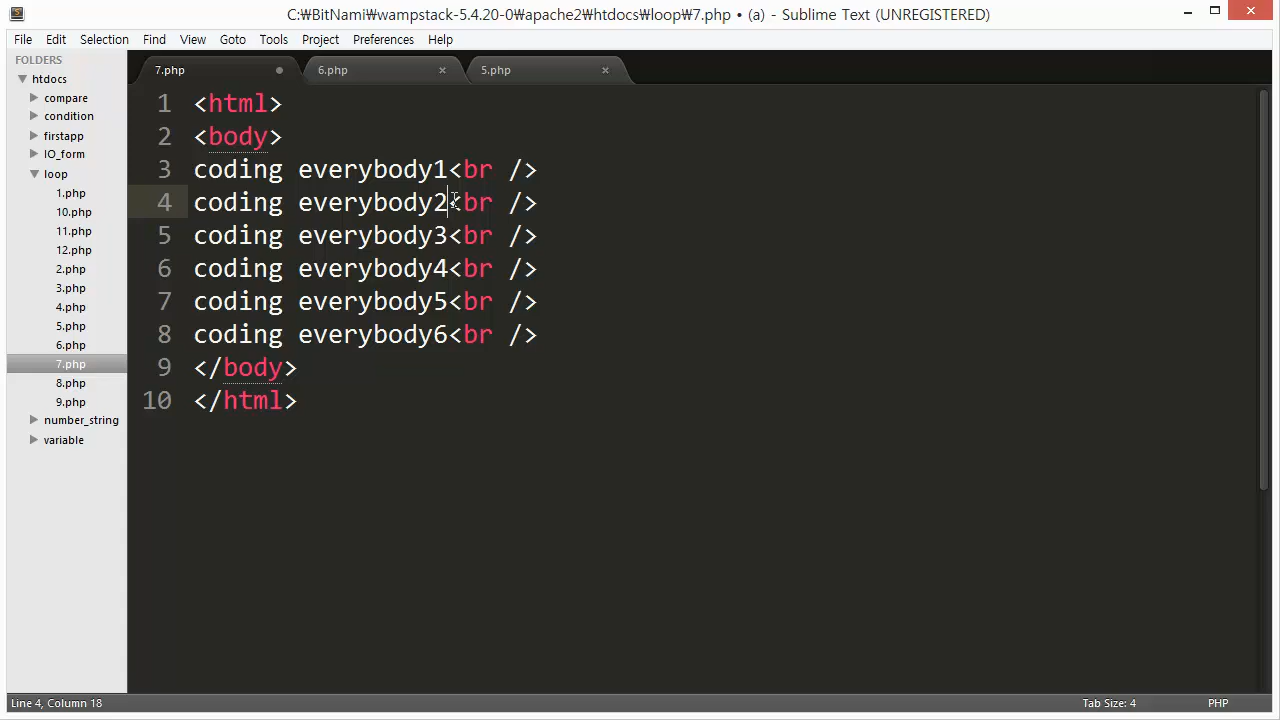 C:₩BitNami₩wampstack-5.4.20-0₩apache2₩htdocs₩loop₩7.php • (a) - Sublime Text (UNREGISTERED)
File Edit Selection Find View Goto Tools Project Preferences Help
FOLDERS
htdocs
compare
condition
firstapp
IO_form
loop
1.php
10.php
11.php
12.php
2.php
3.php
4.php
5.php
6.php
7.php
8.php
9.php
number_string
variable
7.php 6.php 5.php
1 <html>
2 <body>
3 coding everybody1<br />
4 coding everybody2<br />
5 coding everybody3<br />
6 coding everybody4<br />
7 coding everybody5<br />
8 coding everybody6<br />
9 </body>
10 </html>
Line 4, Column 18 Tab Size: 4 PHP